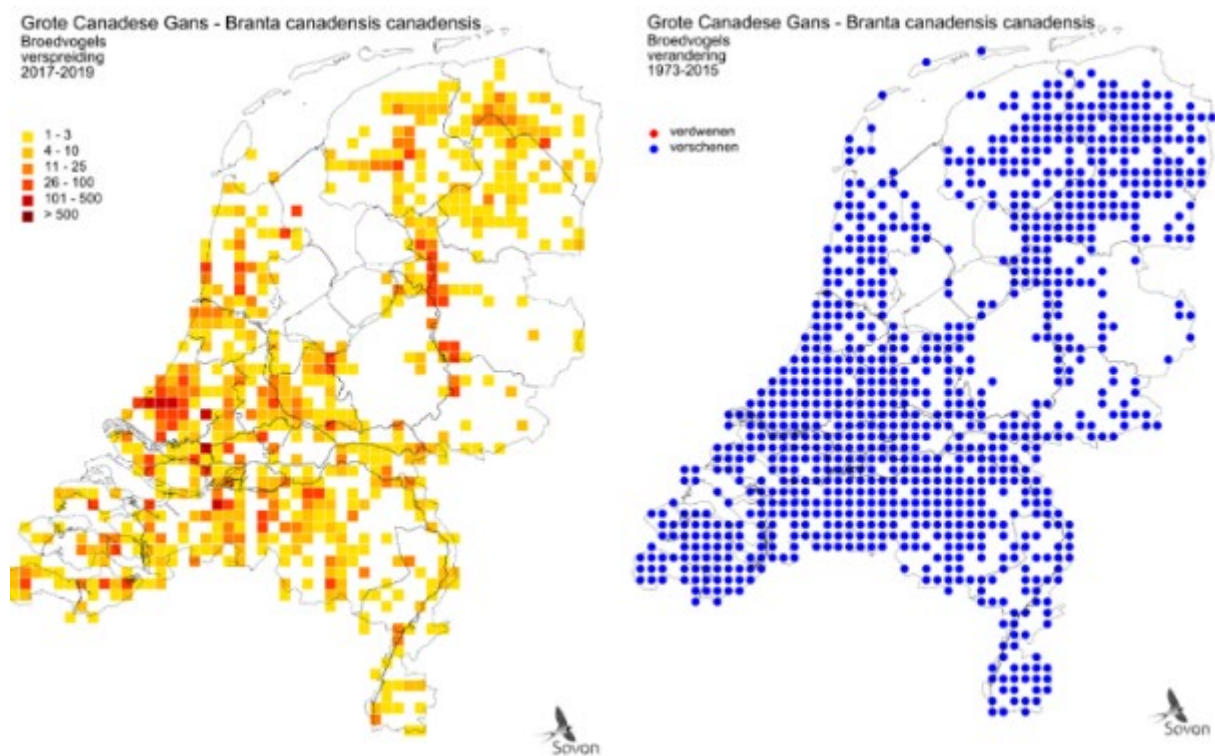 Grote Canadese Gans - Branta canadensis canadensis
Broedvogels
verspreiding
2017-2019
1 - 3
4 - 10
11 - 25
26 - 100
101 - 500
> 500
Sovon
Grote Canadese Gans - Branta canadensis canadensis
Broedvogels
verandering
1973-2015
verdwenen
verschenen
Sovon